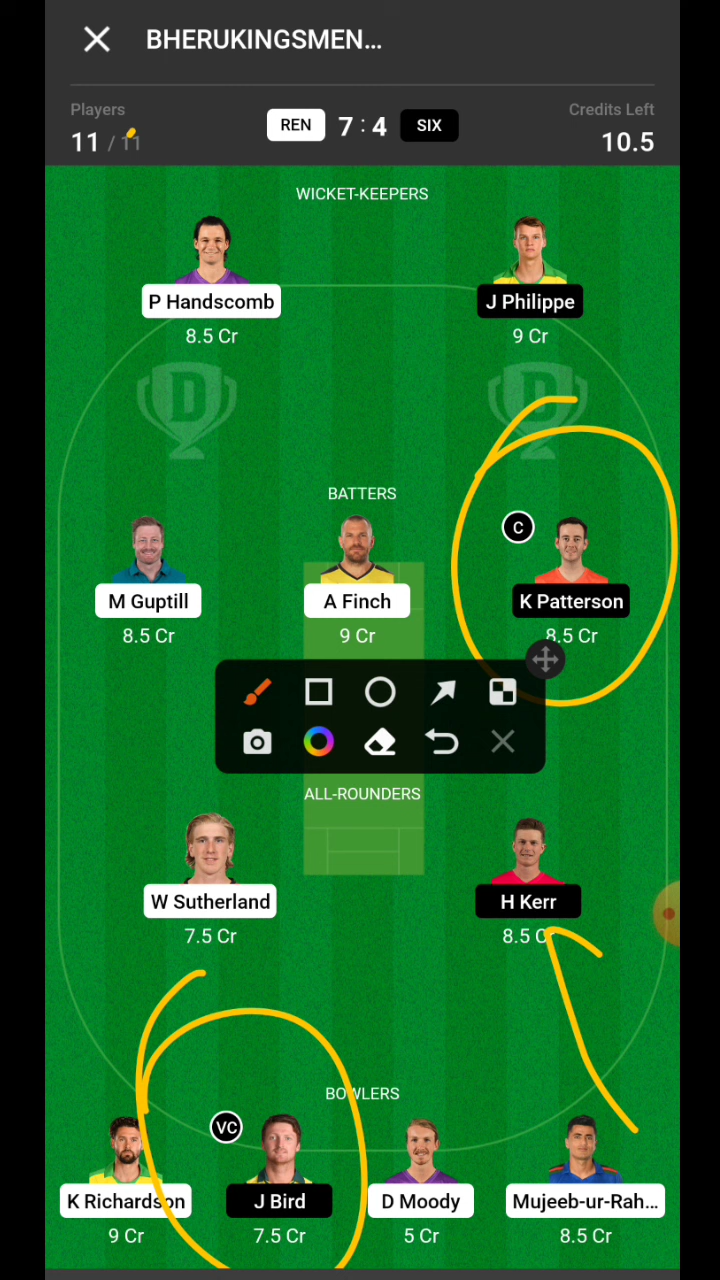 BHERUKINGSMEN...
Players
Credits Left
11 / 11
REN 7 : 4 SIX
10.5
WICKET-KEEPERS
P Handscomb
J Philippe
8.5 Cr
9 Cr
D
D
BATTERS
C
M Guptill
A Finch
K Patterson
8.5 Cr
9 Cr
8.5 Cr
ALL-ROUNDERS
W Sutherland
H Kerr
7.5 Cr
8.5 Cr
BOWLERS
VC
K Richardson
J Bird
D Moody
Mujeeb-ur-Rah...
9 Cr
7.5 Cr
5 Cr
8.5 Cr